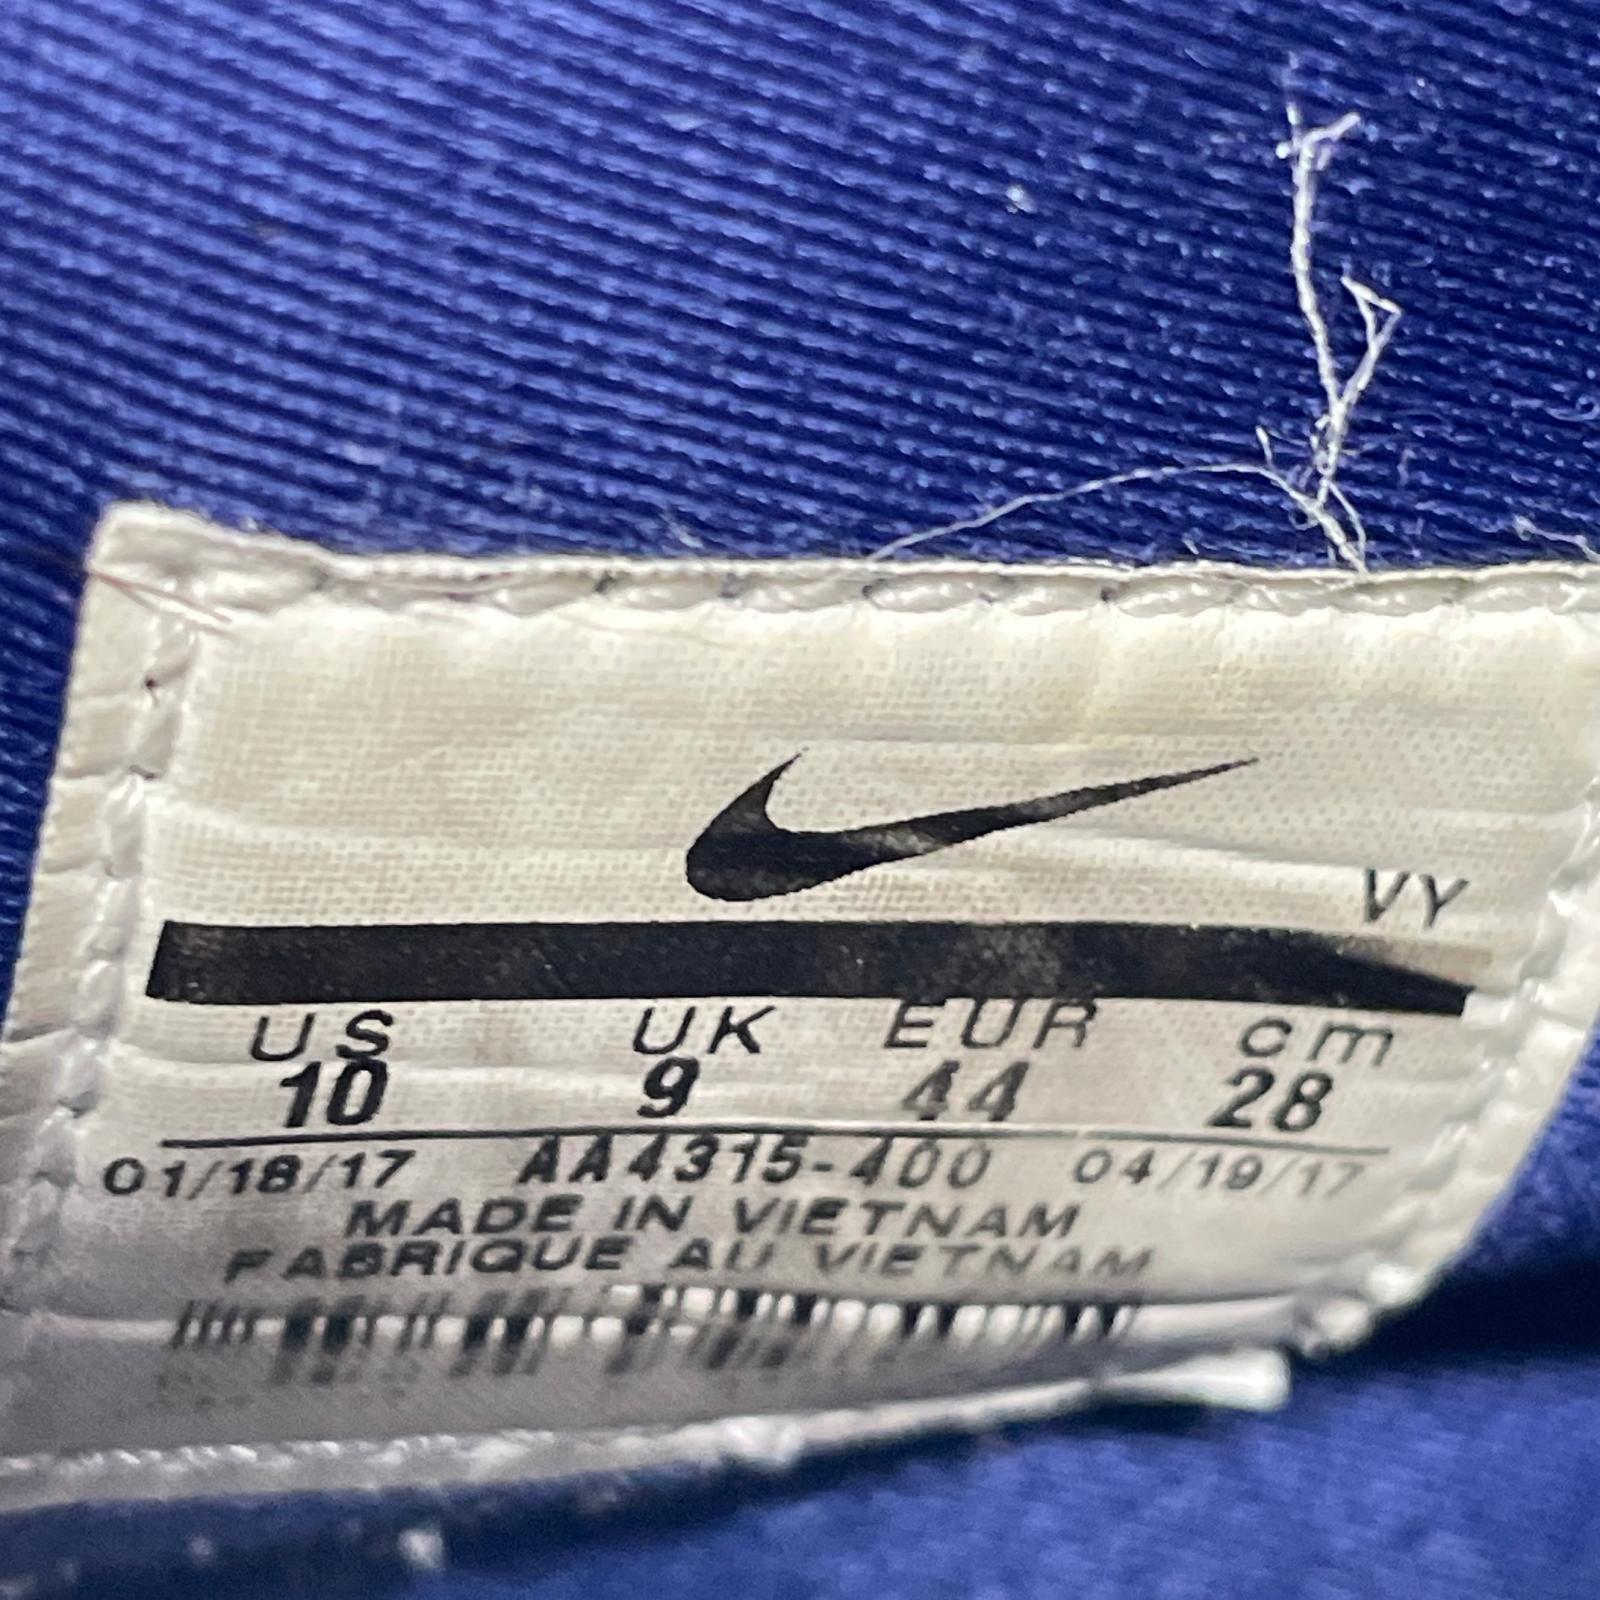 VY
US UK EUR cm
10 9 44 28
01/18/17 AA4315-400 04/19/17
MADE IN VIETNAM
FABRIQUE AU VIETNAM